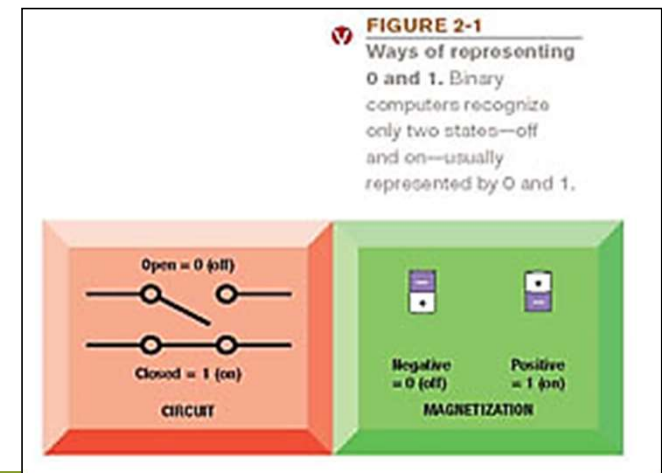 FIGURE 2-1
Ways of representing
0 and 1. Binary
computers recognize
only two states—off
and on—usually
represented by 0 and 1.
Open = 0 (off)
Closed = 1 (on)
CIRCUIT
Negative
= 0 (off)
Positive
= 1 (on)
MAGNETIZATION